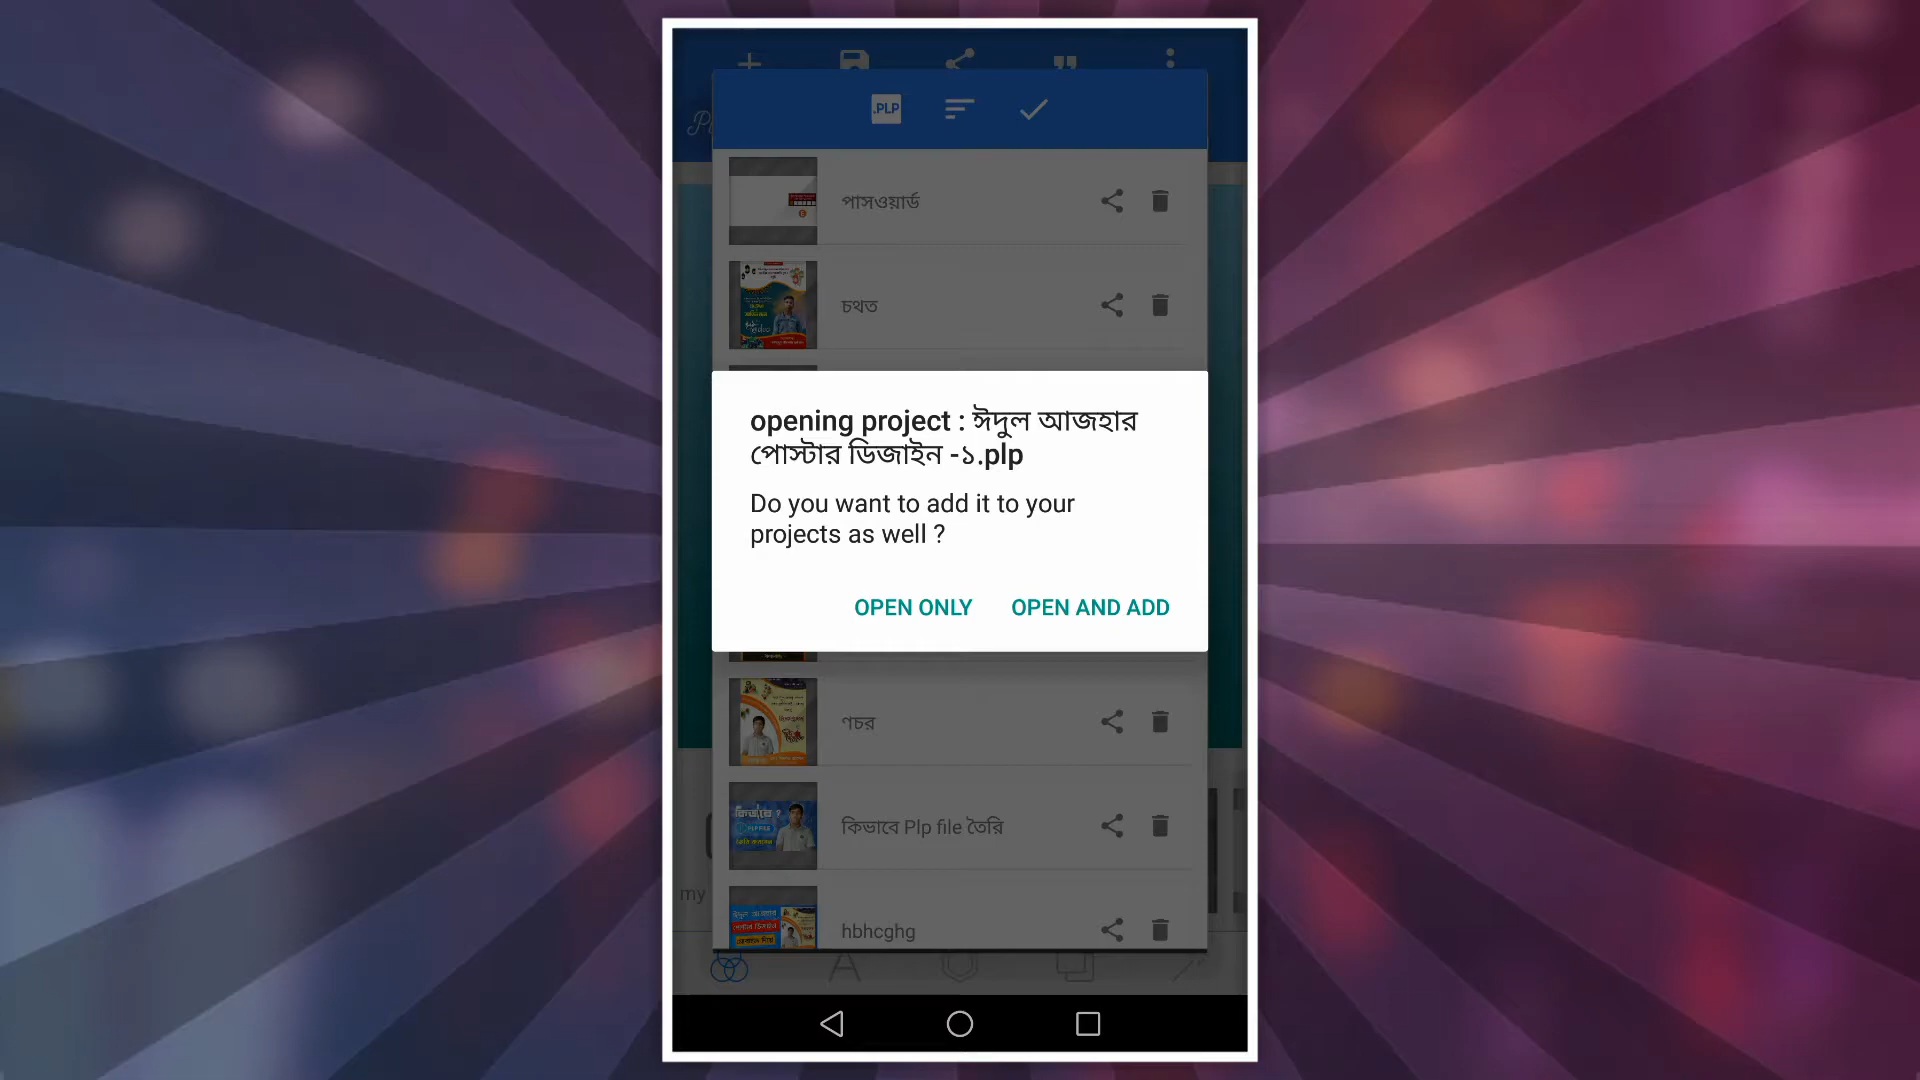 .PLP
পাসওয়ার্ড
চথত
opening project : ঈদুল আজহার
পোস্টার ডিজাইন -১.plp
Do you want to add it to your
projects as well ?
OPEN ONLY
OPEN AND ADD
ণচর
কিভাবে Plp file তৈরি
my
hbhcghg